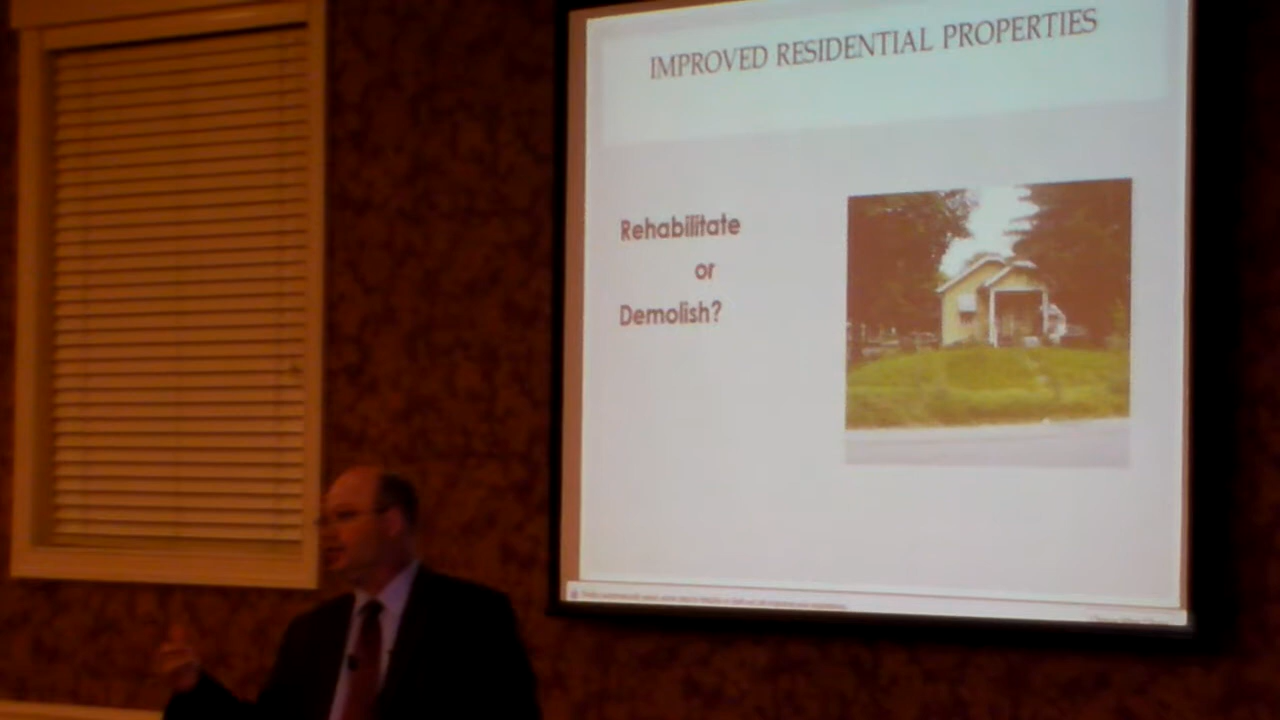 IMPROVED RESIDENTIAL PROPERTIES
Rehabilitate
or
Demolish?